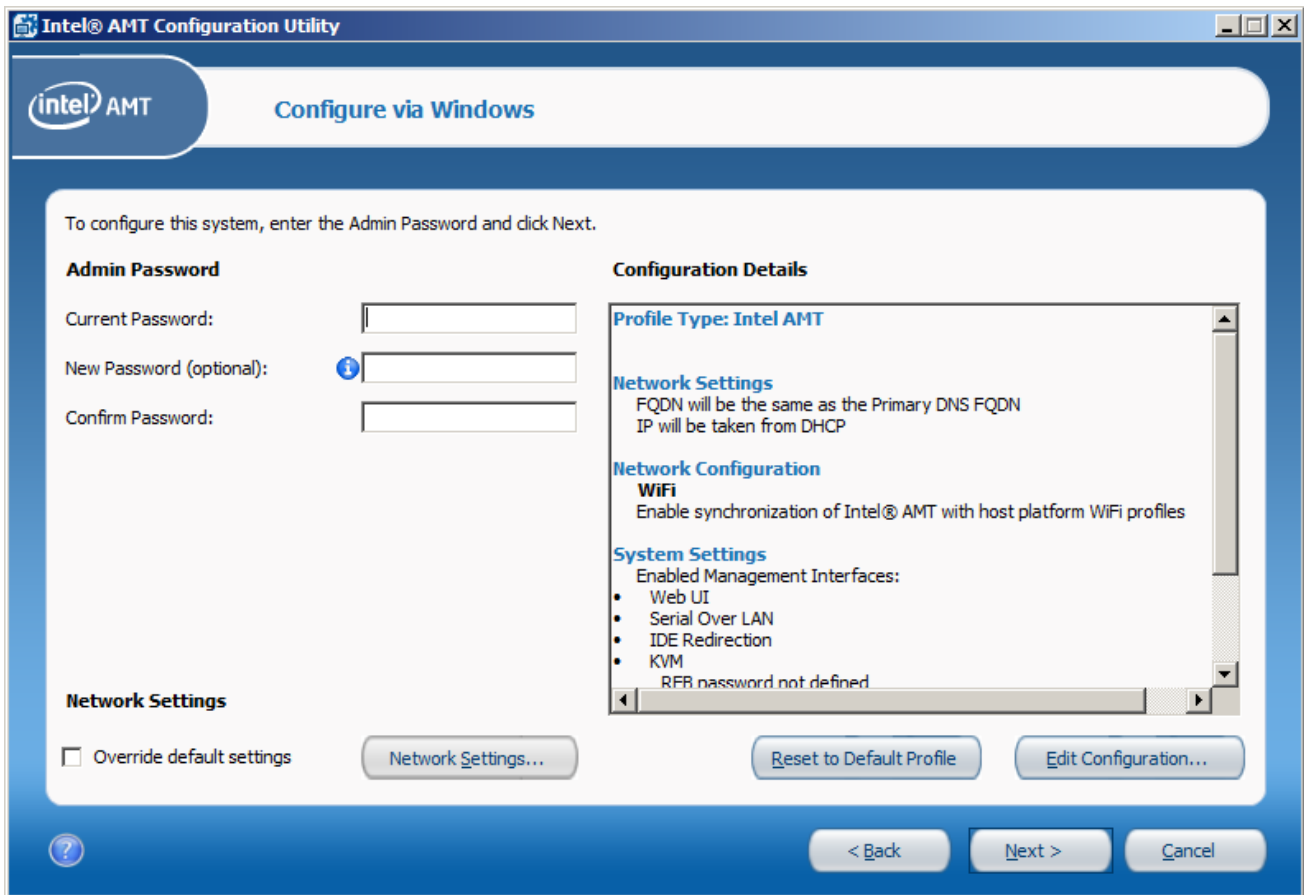 Intel® AMT Configuration Utility
intel AMT
Configure via Windows
To configure this system, enter the Admin Password and click Next.
Admin Password
Current Password:
New Password (optional):
Confirm Password:
Configuration Details
Profile Type: Intel AMT
Network Settings
FQDN will be the same as the Primary DNS FQDN
IP will be taken from DHCP
Network Configuration
WiFi
Enable synchronization of Intel® AMT with host platform WiFi profiles
System Settings
Enabled Management Interfaces:
• Web UI
• Serial Over LAN
• IDE Redirection
• KVM
RFB password not defined
Network Settings
Override default settings
Network Settings...
Reset to Default Profile
Edit Configuration...
?
< Back
Next >
Cancel